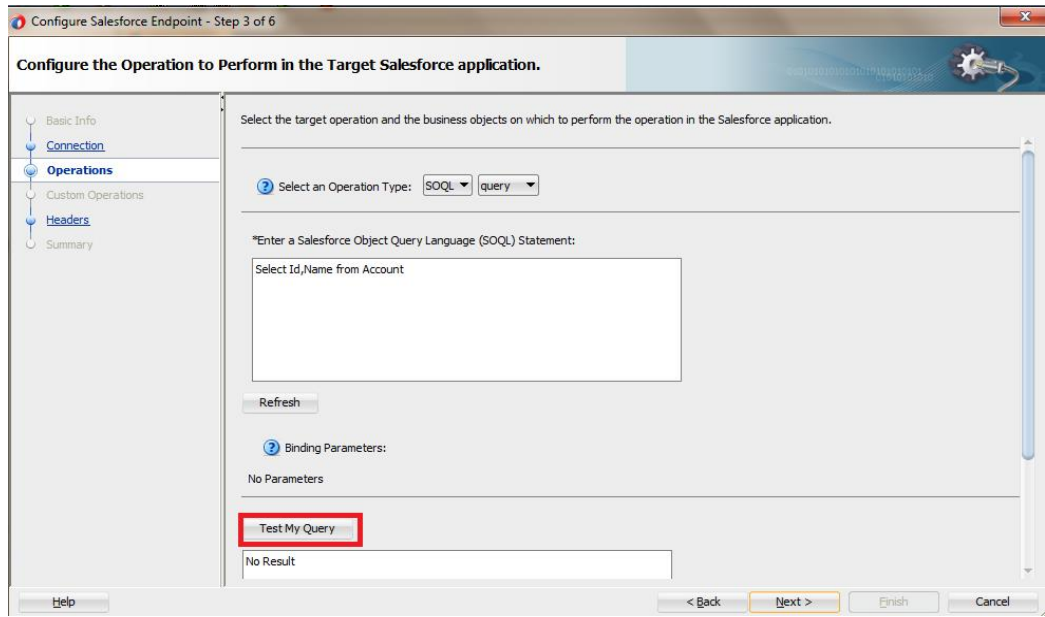 Configure Salesforce Endpoint - Step 3 of 6
Configure the Operation to Perform in the Target Salesforce application.
Basic Info
Connection
Operations
Custom Operations
Headers
Summary
Select the target operation and the business objects on which to perform the operation in the Salesforce application.
Select an Operation Type: SOQL query
*Enter a Salesforce Object Query Language (SOQL) Statement:
Select Id,Name from Account
Refresh
Binding Parameters:
No Parameters
Test My Query
No Result
Help < Back Next > Finish Cancel